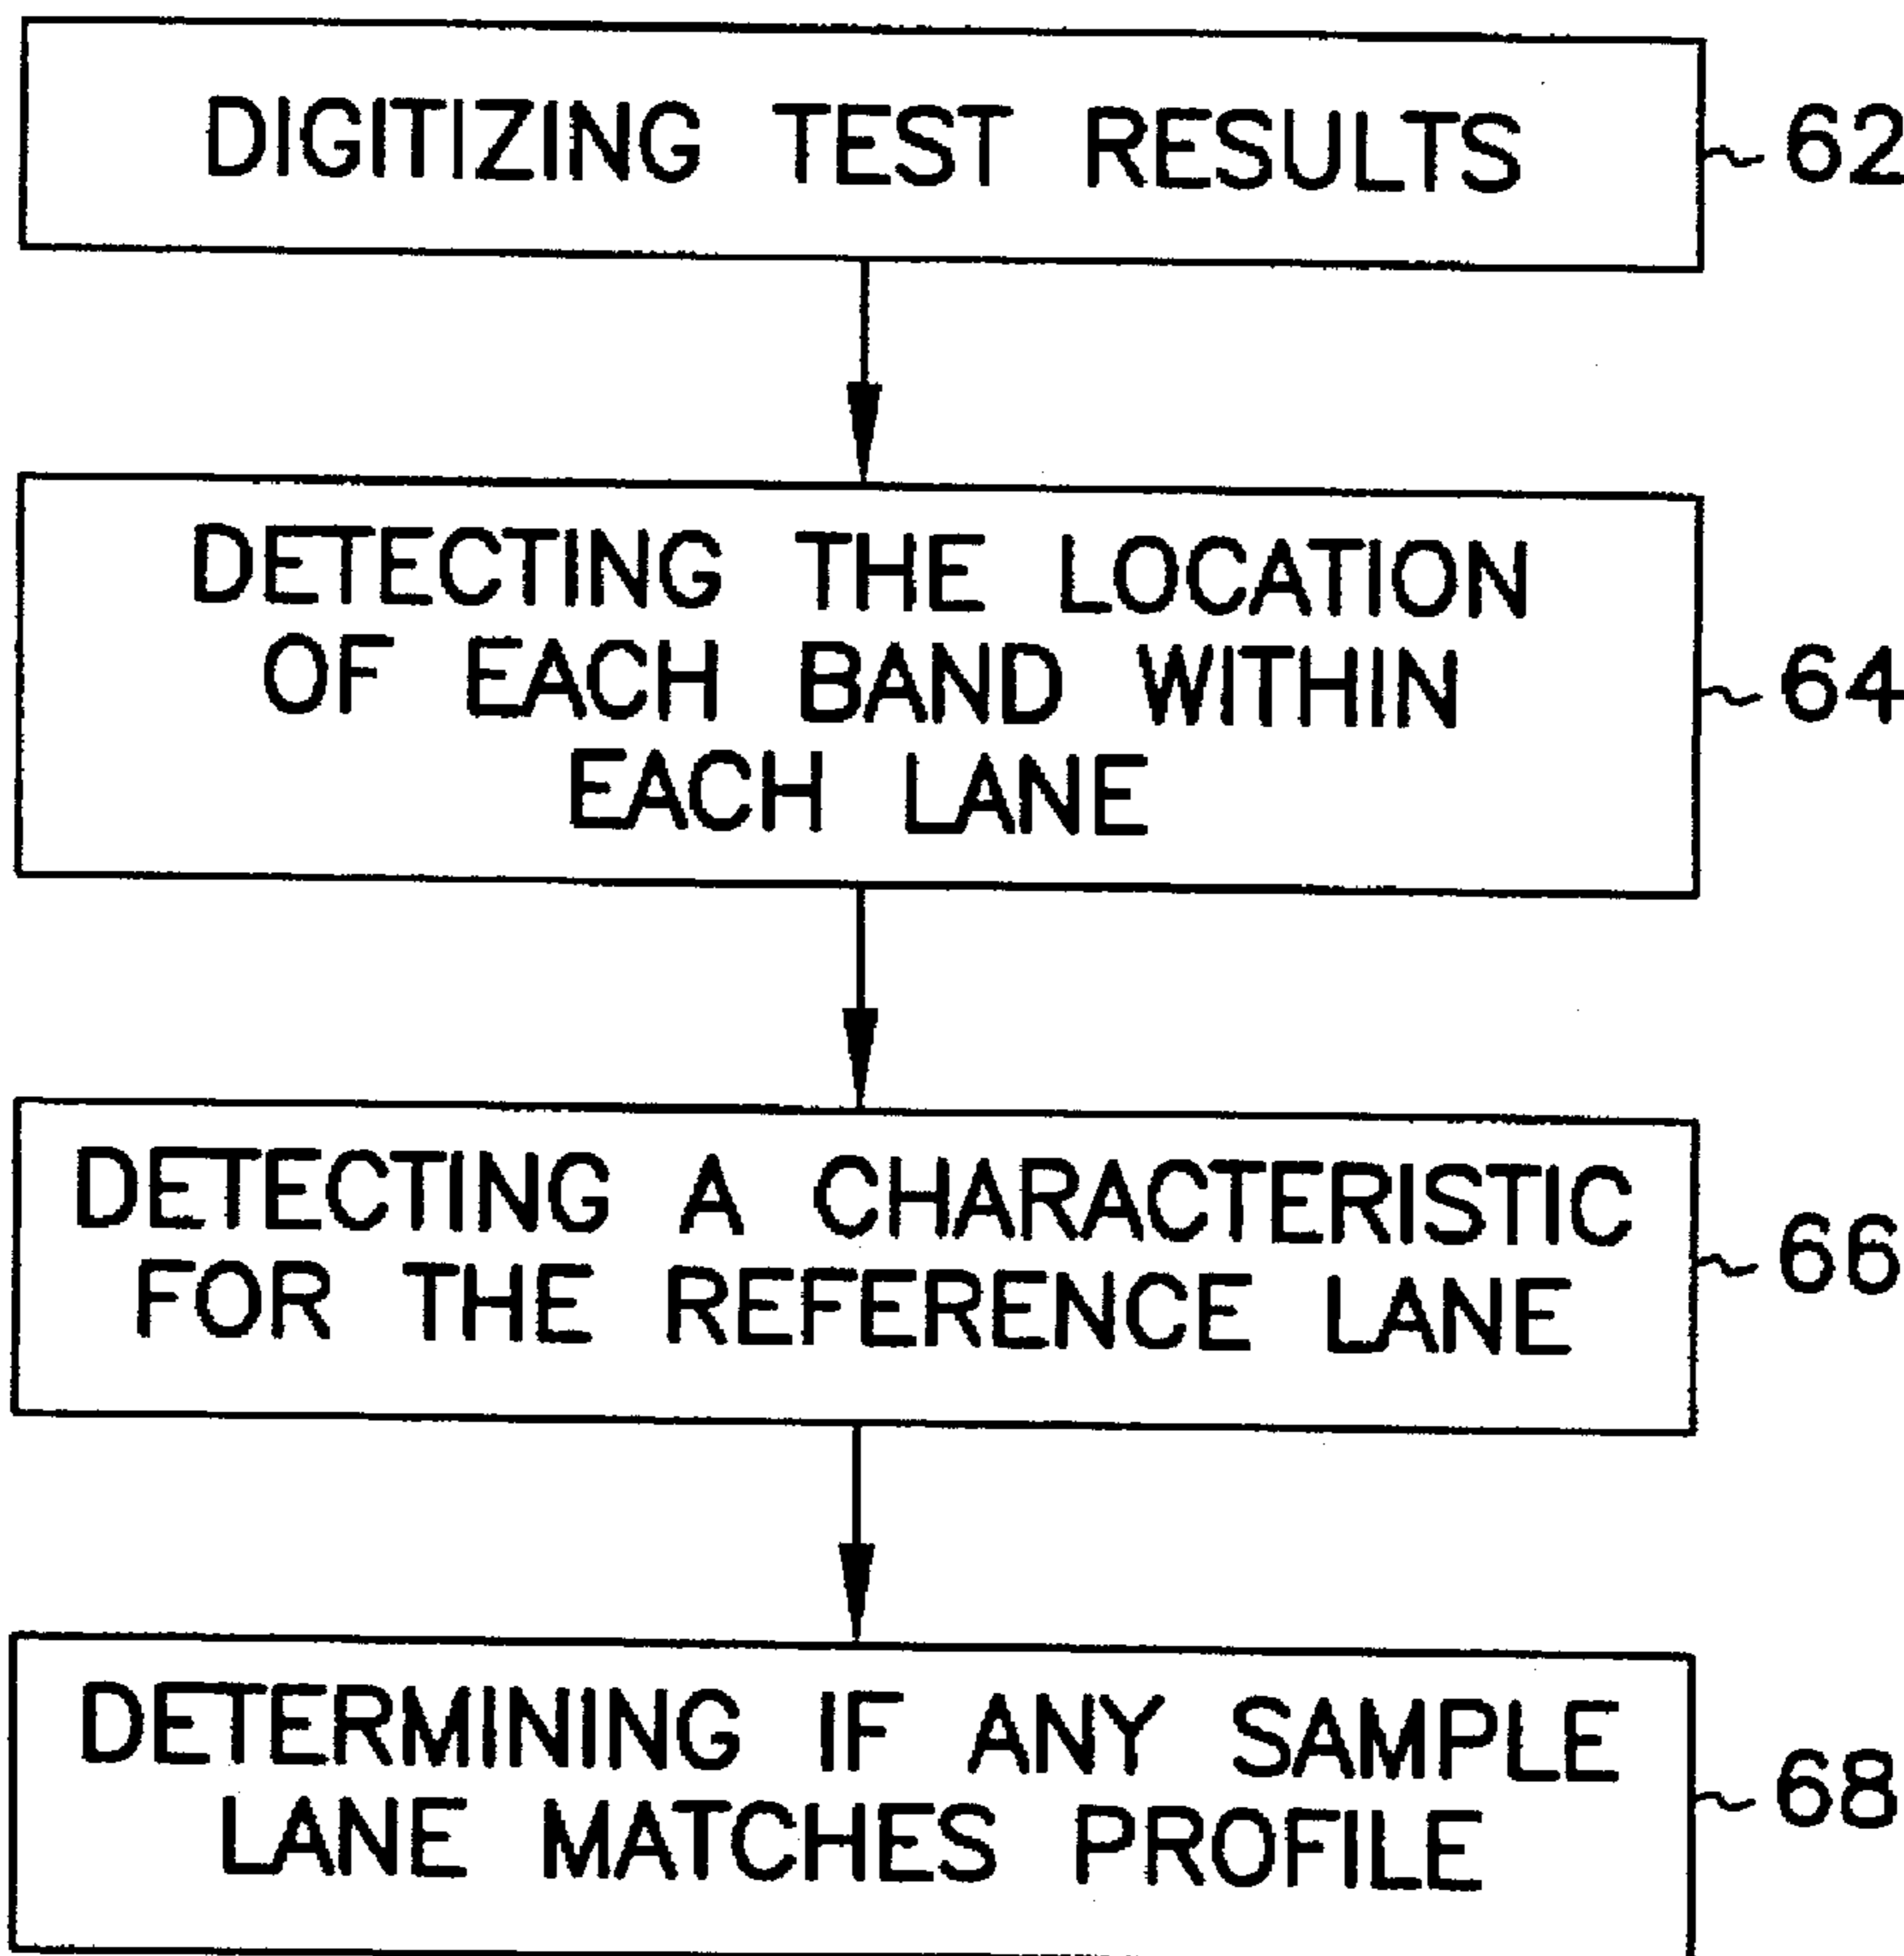 DIGITIZING TEST RESULTS
62
DETECTING THE LOCATION
OF EACH BAND WITHIN
EACH LANE
64
DETECTING A CHARACTERISTIC
FOR THE REFERENCE LANE
66
DETERMINING IF ANY SAMPLE
LANE MATCHES PROFILE
68